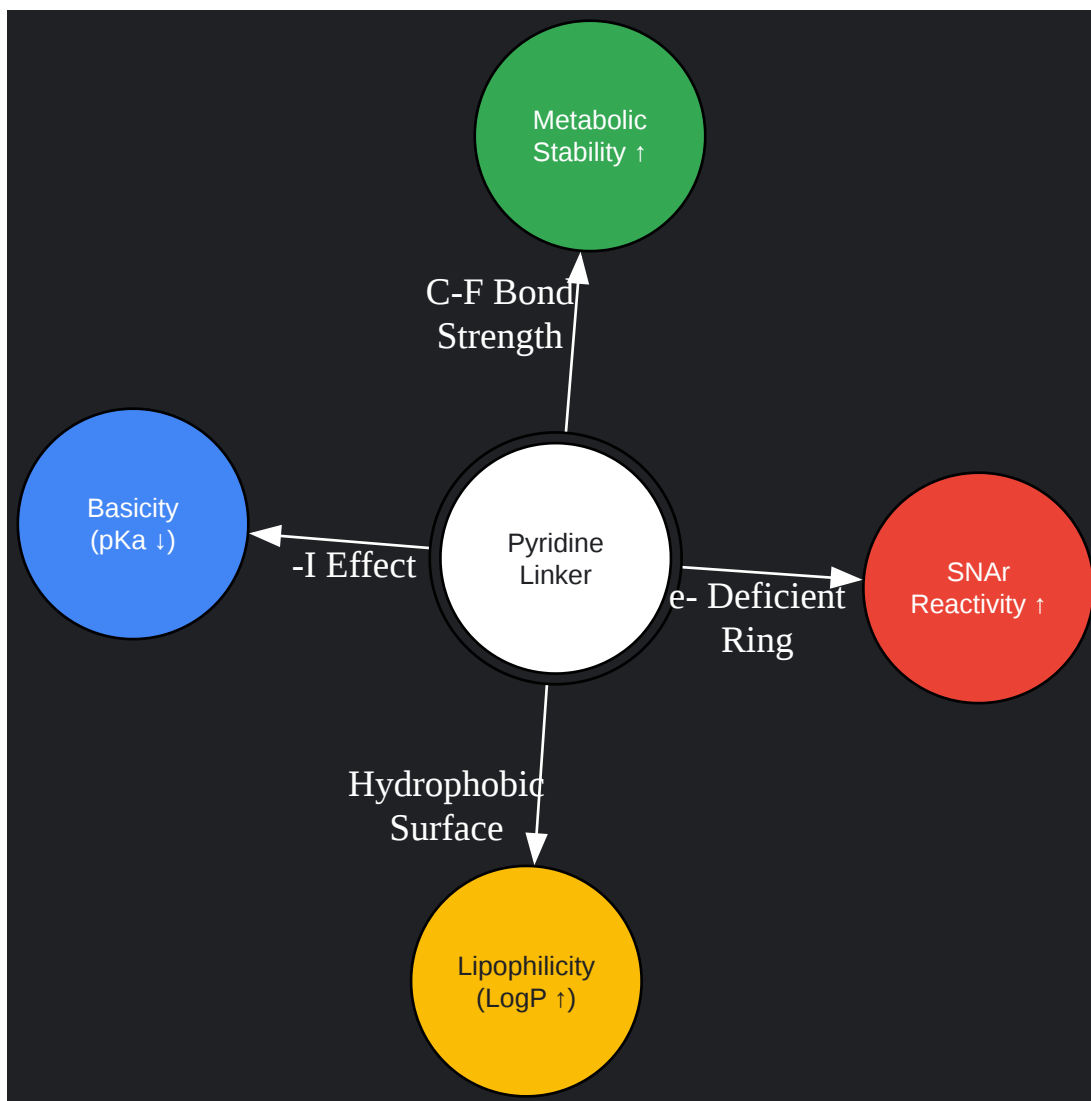 Metabolic
Stability ↑
C-F Bond
Strength
Basicity
(pKa ↓)
-I Effect
Pyridine
Linker
e- Deficient
Ring
SNAr
Reactivity ↑
Hydrophobic
Surface
Lipophilicity
(LogP ↑)